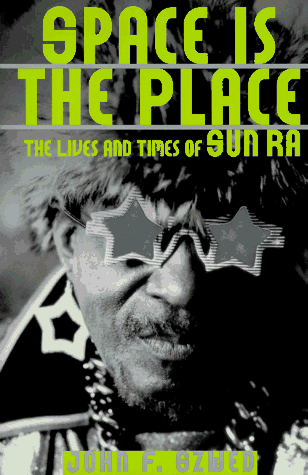 SPACE IS
THE PLACE
THE LIVES AND TIMES OF SUN RA
JOHN F. SZWED